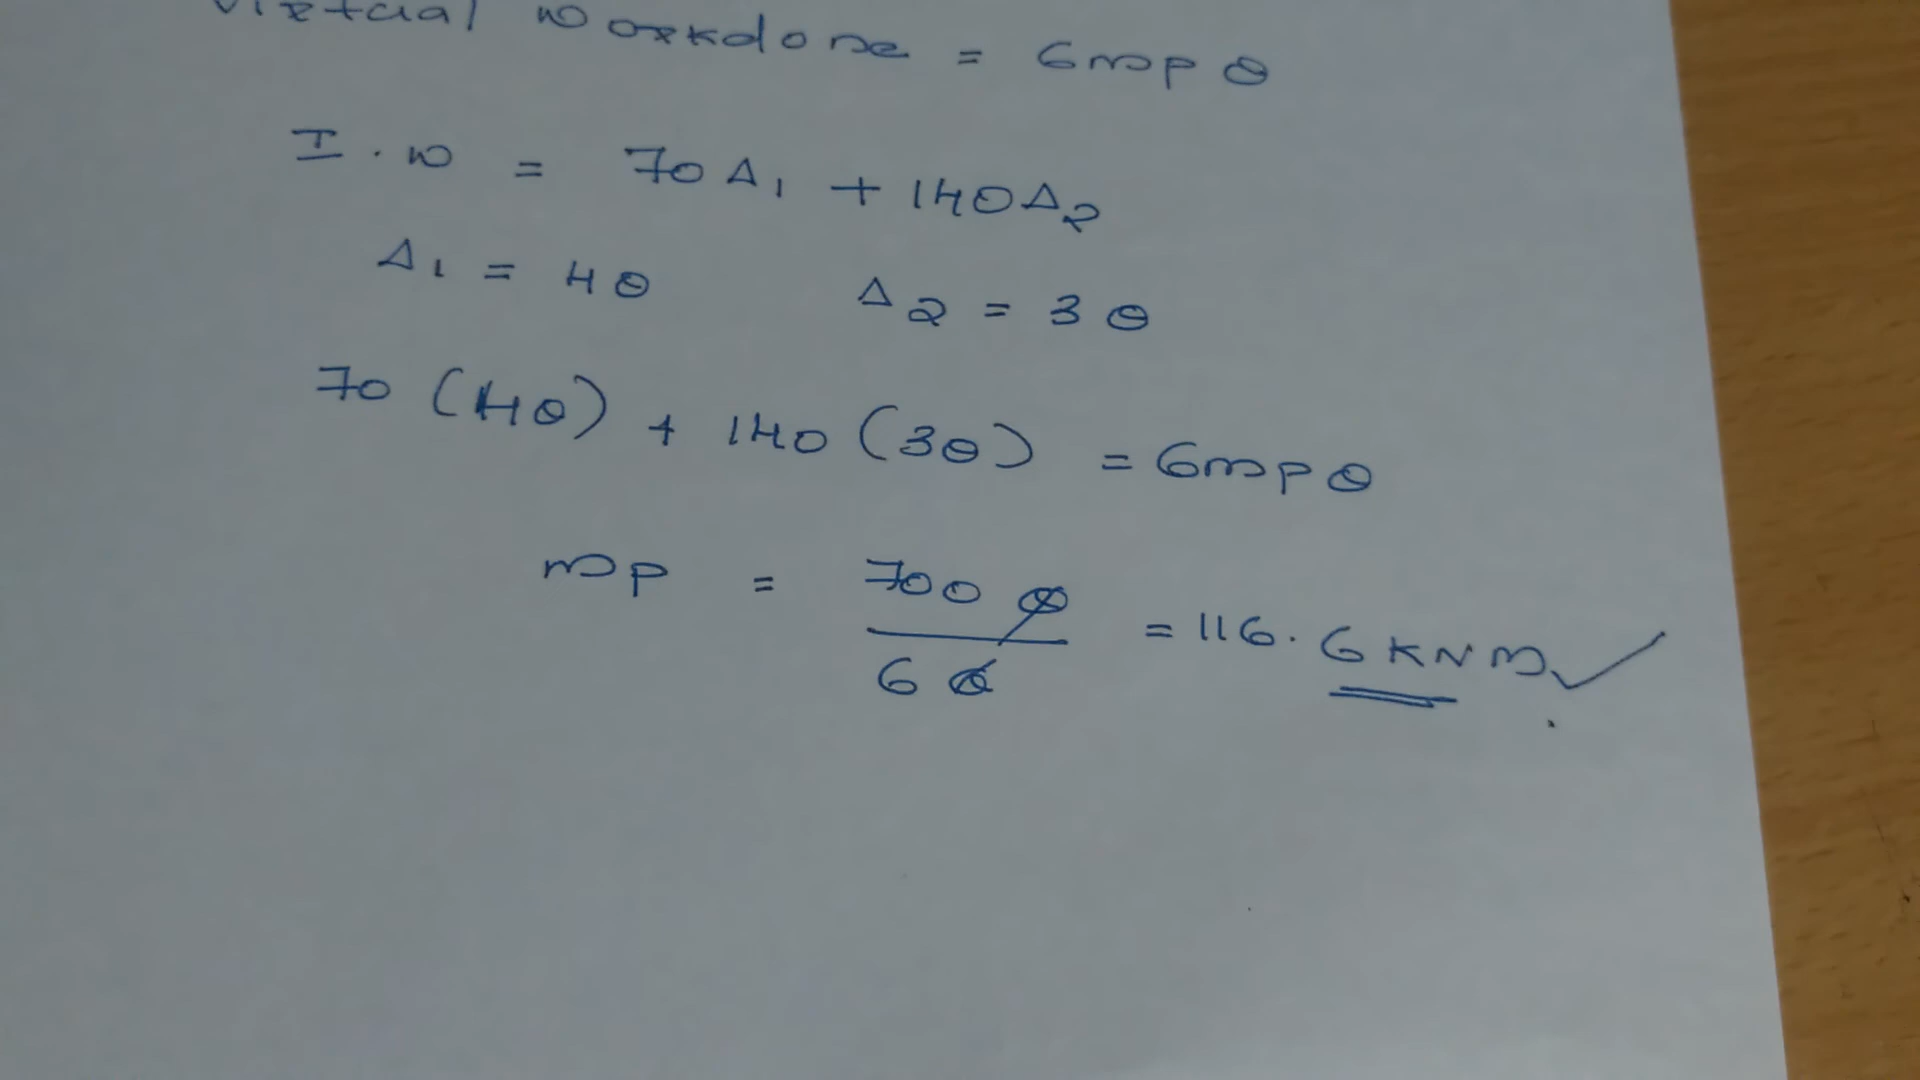 Virtual workdone = 6mpθ
I.W = 70Δ₁ + 140Δ₂
Δ₁ = 4θ Δ₂ = 3θ
70 (4θ) + 140 (3θ) = 6mpθ
mp = 700θ / 6θ = 116.6 KNM ✓